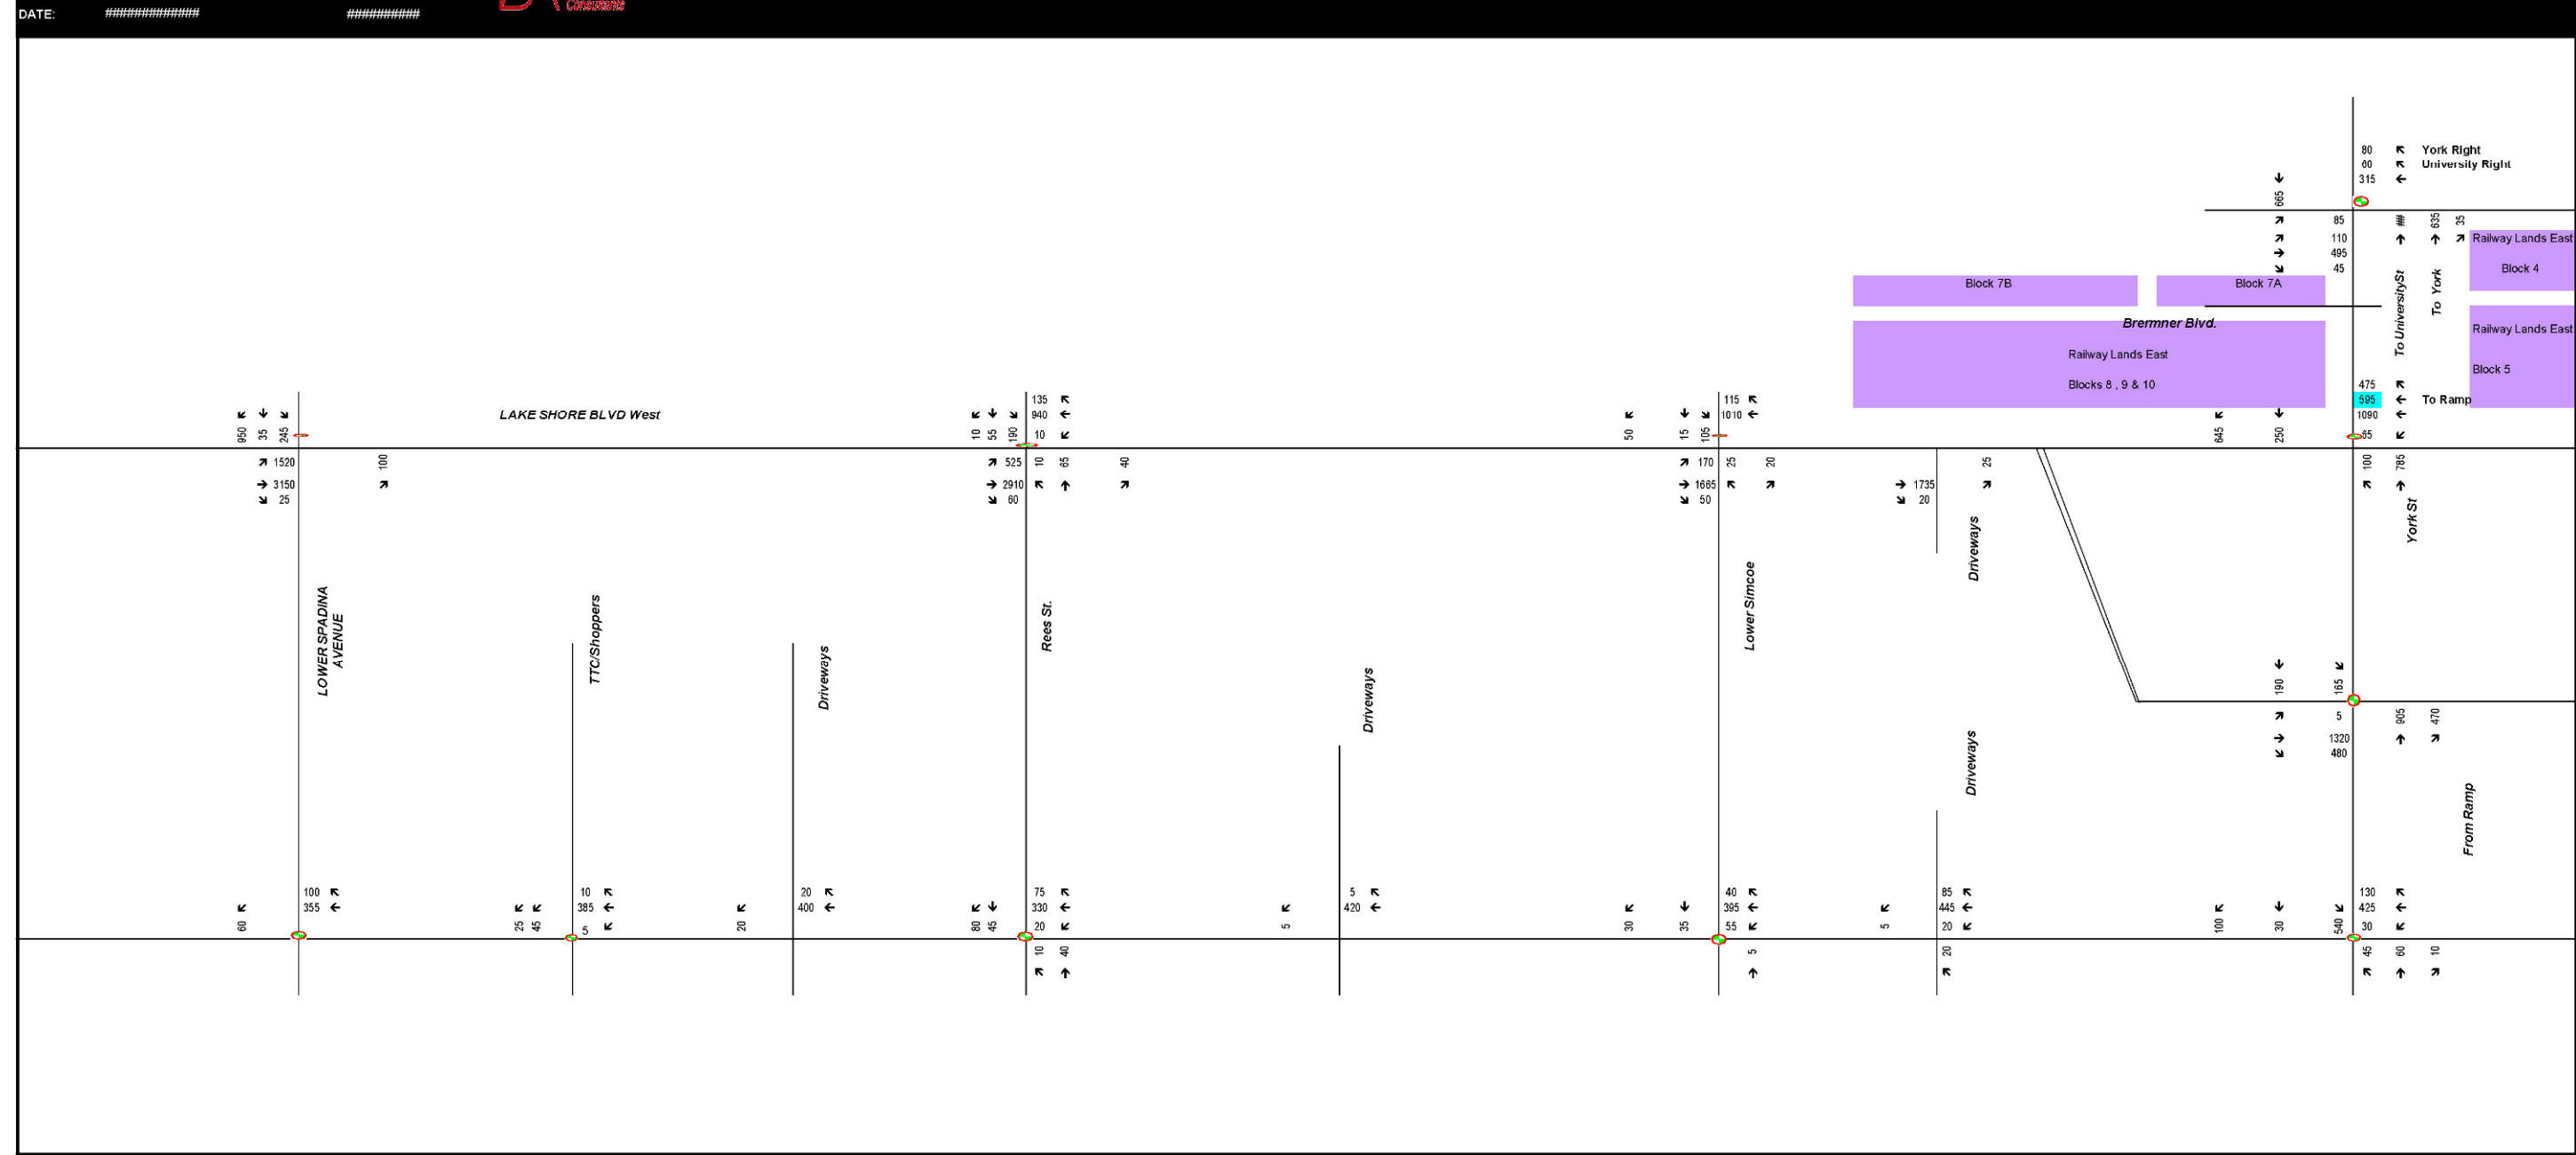 DATE: ############# ##########
Consultants
80 York Right
60 University Right
315
665
85 ## 635 35
110 Railway Lands East
495
45 Block 4
Block 7B Block 7A
To UniversitySt
To York
Brermner Blvd.
Railway Lands East
Railway Lands East
Block 5
Blocks 8 , 9 & 10
475
595 To Ramp
1090
65
645 250
135
940
10
115
1010
LAKE SHORE BLVD West
950 35 245
10 55 190
50 15 105
1520 100
3150
25
525 10 65 40
2910
60
170 25 20
1665
50
1735 25
20
100 785
York St
Driveways
LOWER SPADINA
AVENUE
TTC/Shoppers
Driveways
Rees St.
Driveways
Lower Simcoe
Driveways
190 165
5 905 470
1320
480
From Ramp
100
355
60
10
385
25 45 5
20
400
20
75
330
80 45 20
5
420
5
40
395
30 35 55
85
445
5 20
130
425
100 30 540 30
10 40
5
20
45 60 10